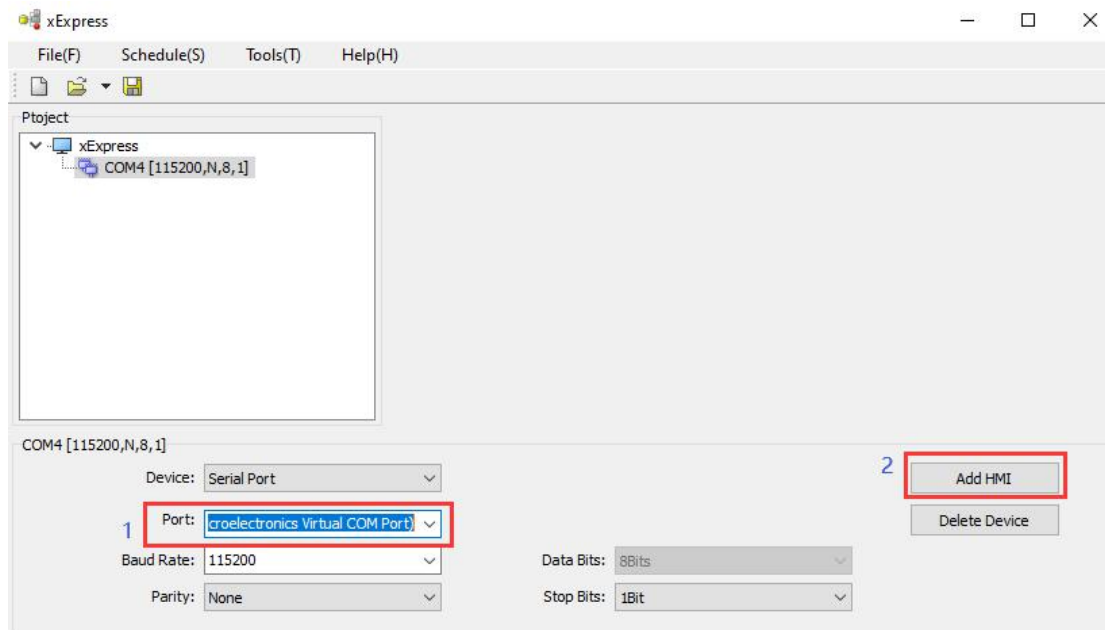 xExpress
File(F) Schedule(S) Tools(T) Help(H)
Ptoject
xExpress
COM4 [115200,N,8,1]
COM4 [115200,N,8,1]
Device: Serial Port
2 Add HMI
1 Port: croelectronics Virtual COM Port)
Delete Device
Baud Rate: 115200 Data Bits: 8Bits
Parity: None Stop Bits: 1Bit